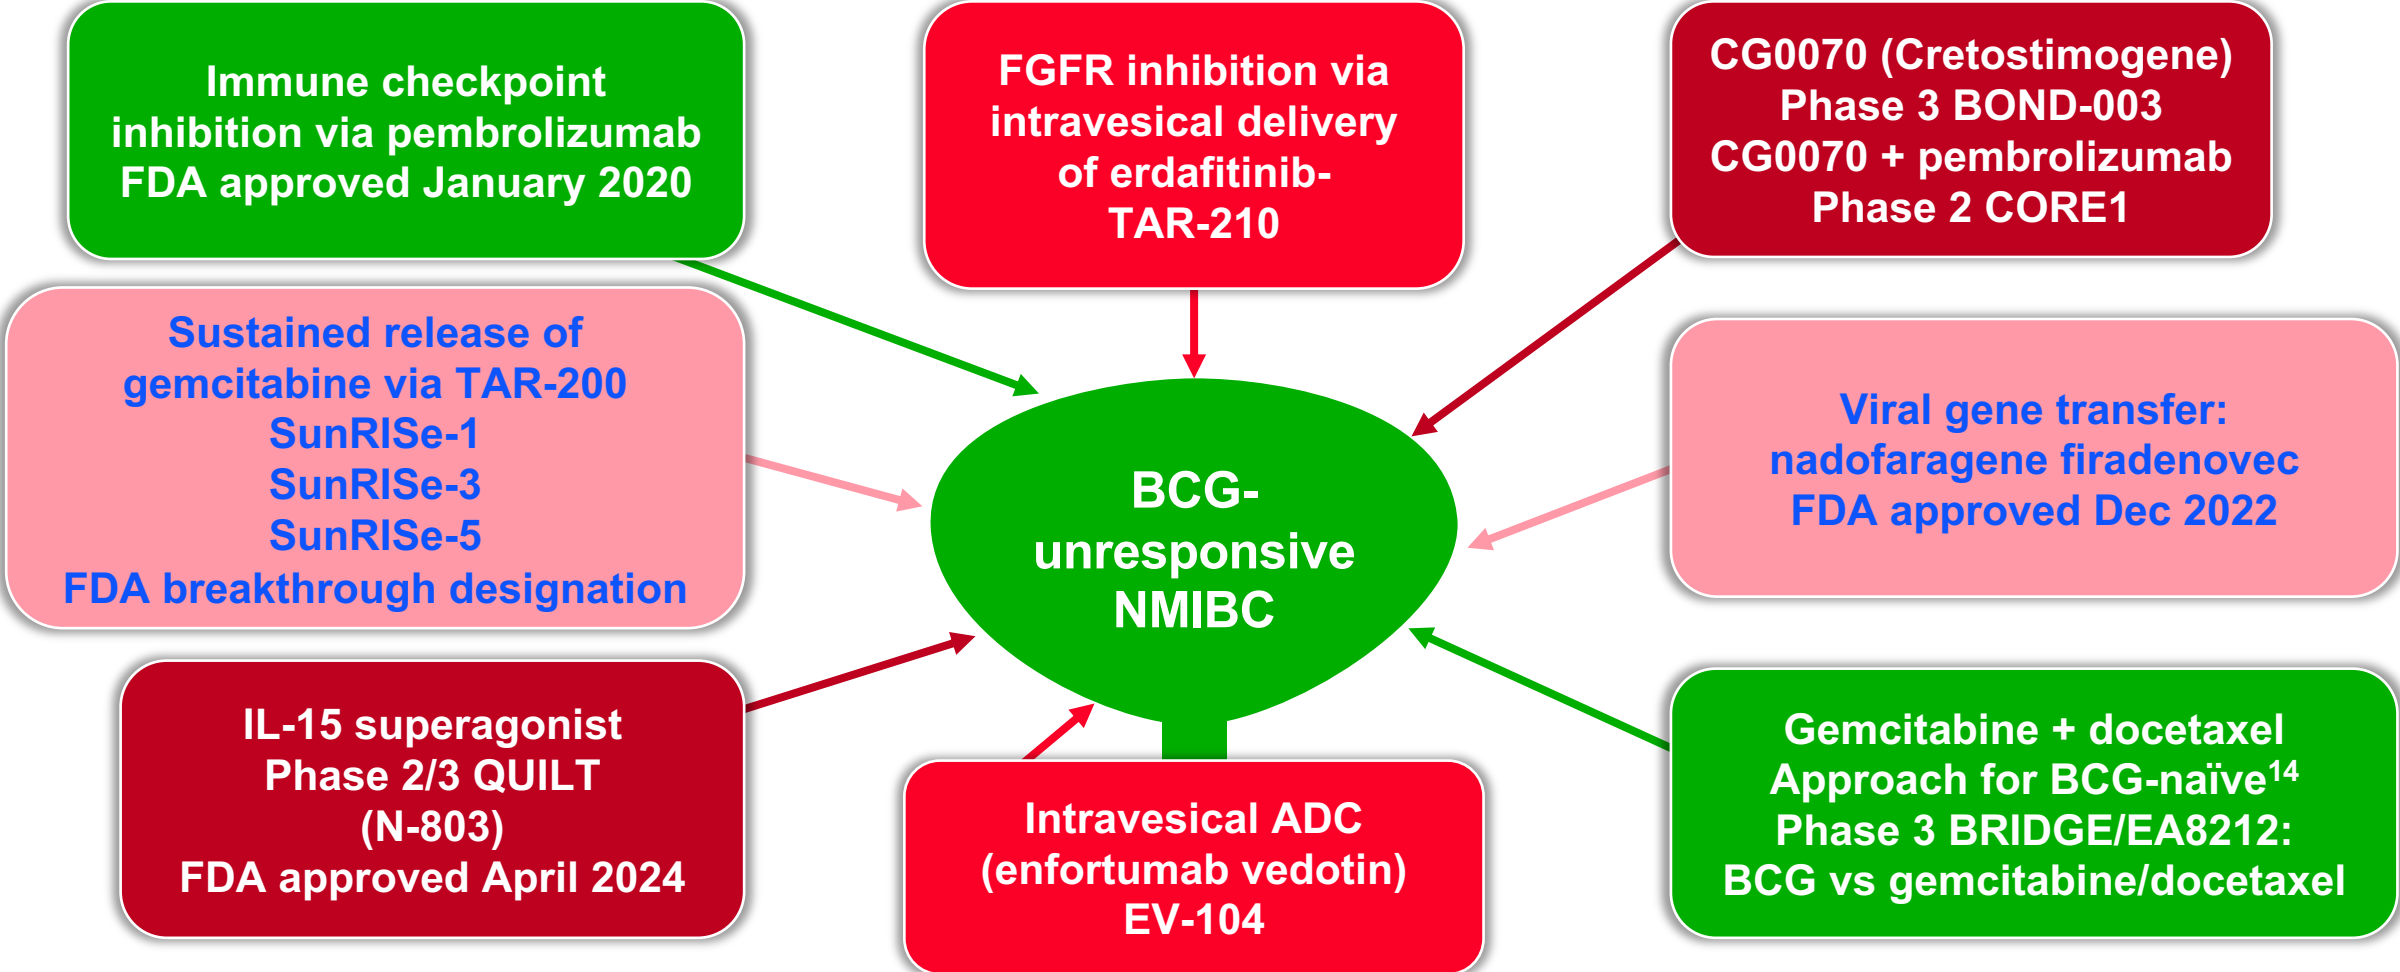 Immune checkpoint
inhibition via pembrolizumab
FDA approved January 2020
FGFR inhibition via
intravesical delivery
of erdafitinib-
TAR-210
CG0070 (Cretostimogene)
Phase 3 BOND-003
CG0070 + pembrolizumab
Phase 2 CORE1
Sustained release of
gemcitabine via TAR-200
SunRISe-1
SunRISe-3
SunRISe-5
FDA breakthrough designation
BCG-
unresponsive
NMIBC
Viral gene transfer:
nadofaragene firadenovec
FDA approved Dec 2022
IL-15 superagonist
Phase 2/3 QUILT
(N-803)
FDA approved April 2024
Intravesical ADC
(enfortumab vedotin)
EV-104
Gemcitabine + docetaxel
Approach for BCG-naïve¹⁴
Phase 3 BRIDGE/EA8212:
BCG vs gemcitabine/docetaxel